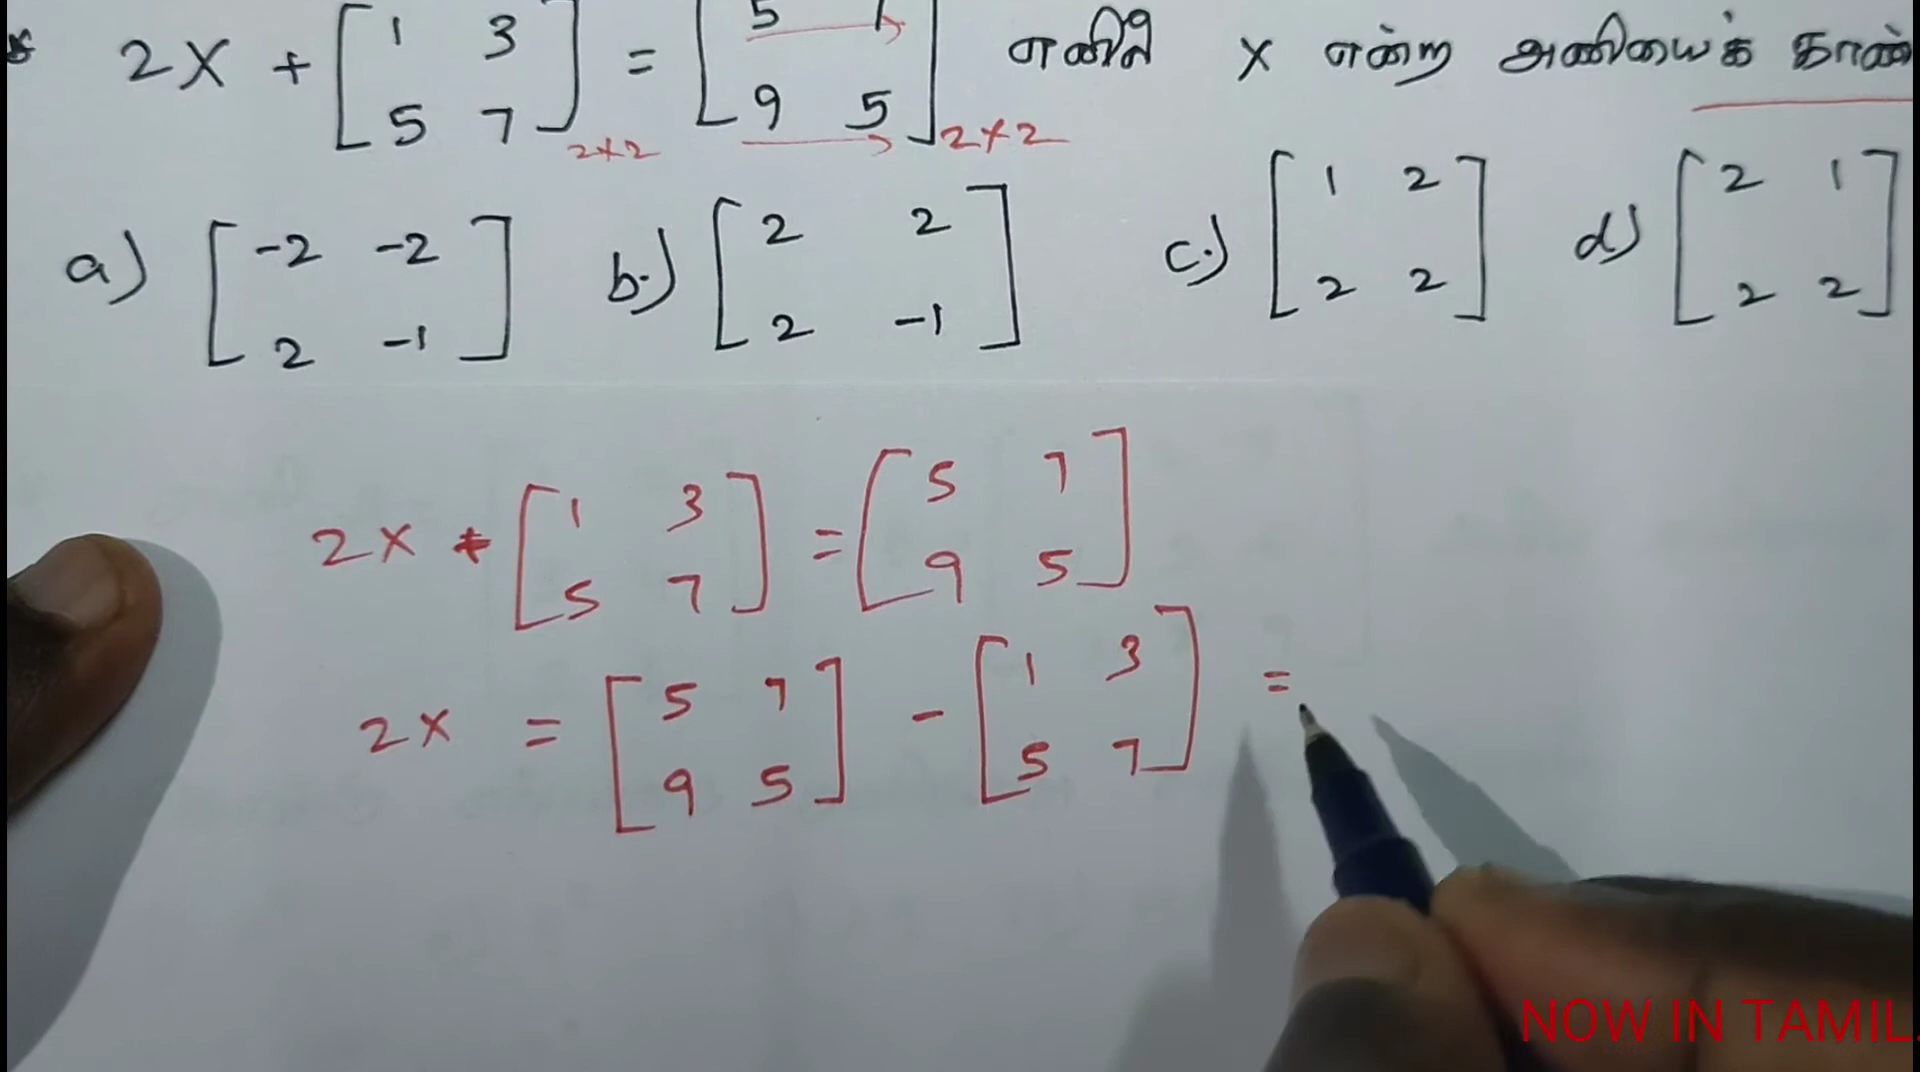 2X + [1 3] = [5 7] எனில் X என்ற அணியைக் காண்
[5 7] 2×2 [9 5] 2×2
a) [-2 -2] b.) [2 2] c.) [1 2] d) [2 1]
[2 -1] [2 -1] [2 2] [2 2]
2X + [1 3] = [5 7]
[5 7] [9 5]
2X = [5 7] - [1 3] =
[9 5] [5 7]
NOW IN TAMIL